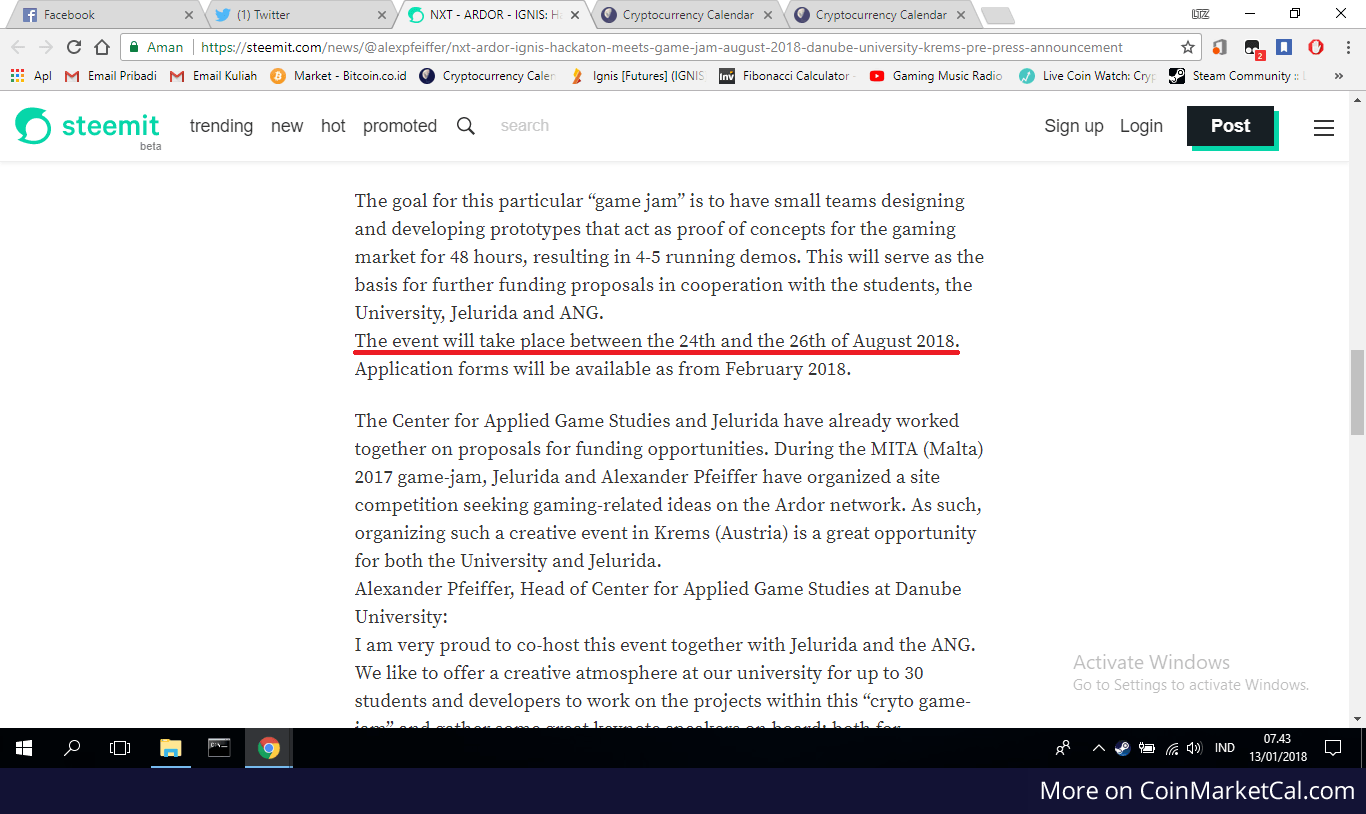 Facebook
(1) Twitter
NXT - ARDOR - IGNIS: H
Cryptocurrency Calendar
Cryptocurrency Calendar
LTZ
Aman
https://steemit.com/news/@alexpfeiffer/nxt-ardor-ignis-hackaton-meets-game-jam-august-2018-danube-university-krems-pre-press-announcement
2
Apl
Email Pribadi
Email Kuliah
Market - Bitcoin.co.id
Cryptocurrency Calen
Ignis [Futures] (IGNIS
Fibonacci Calculator
Gaming Music Radio
Live Coin Watch: Cryp
Steam Community ::
steemit
beta
trending
new
hot
promoted
search
Sign up
Login
Post
The goal for this particular “game jam” is to have small teams designing
and developing prototypes that act as proof of concepts for the gaming
market for 48 hours, resulting in 4-5 running demos. This will serve as the
basis for further funding proposals in cooperation with the students, the
University, Jelurida and ANG.
The event will take place between the 24th and the 26th of August 2018.
Application forms will be available as from February 2018.
The Center for Applied Game Studies and Jelurida have already worked
together on proposals for funding opportunities. During the MITA (Malta)
2017 game-jam, Jelurida and Alexander Pfeiffer have organized a site
competition seeking gaming-related ideas on the Ardor network. As such,
organizing such a creative event in Krems (Austria) is a great opportunity
for both the University and Jelurida.
Alexander Pfeiffer, Head of Center for Applied Game Studies at Danube
University:
I am very proud to co-host this event together with Jelurida and the ANG.
We like to offer a creative atmosphere at our university for up to 30
students and developers to work on the projects within this “cryto game-
jam” and gather some great keynote speakers on board; both for
Activate Windows
Go to Settings to activate Windows.
IND
07.43
13/01/2018
More on CoinMarketCal.com